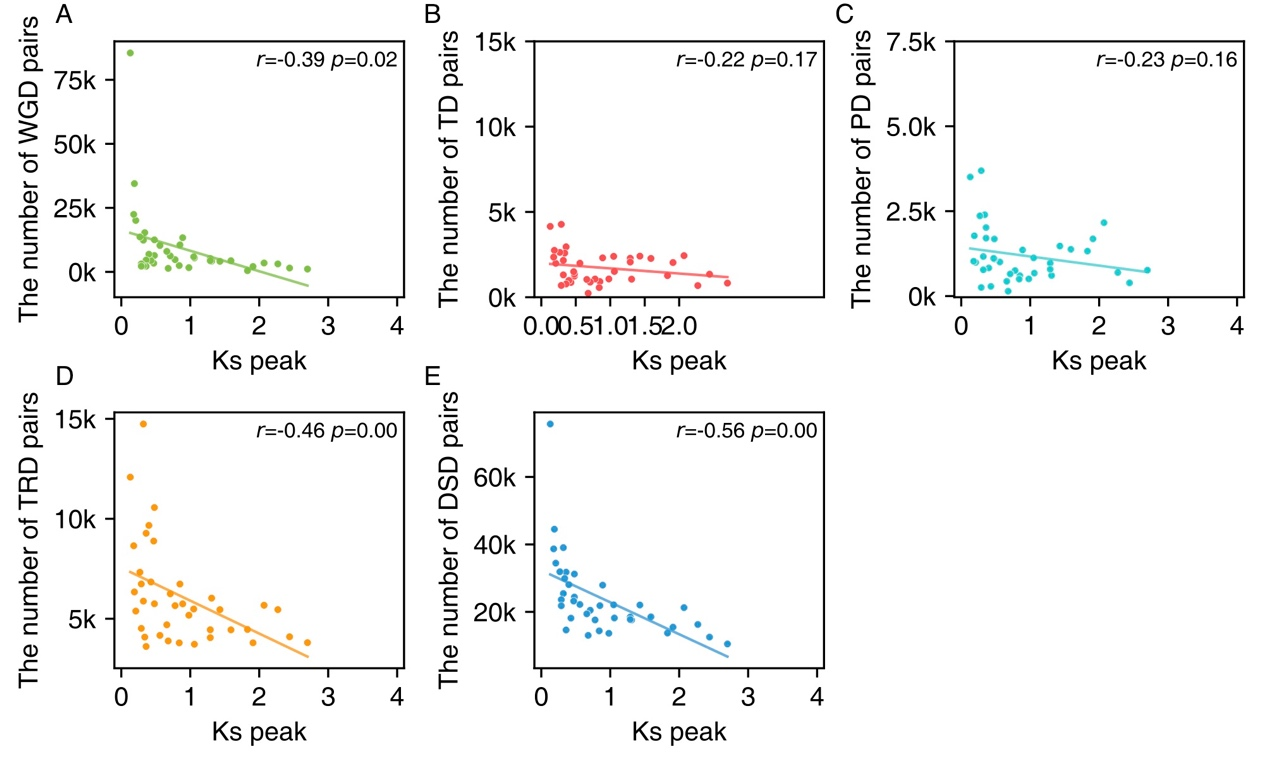 A
The number of WGD pairs
75k
50k
25k
0k
r=-0.39 p=0.02
0 1 2 3 4
Ks peak
B
The number of TD pairs
15k
10k
5k
0k
r=-0.22 p=0.17
0.00.51.01.52.0
Ks peak
C
The number of PD pairs
7.5k
5.0k
2.5k
0k
r=-0.23 p=0.16
0 1 2 3 4
Ks peak
D
The number of TRD pairs
15k
10k
5k
r=-0.46 p=0.00
0 1 2 3 4
Ks peak
E
The number of DSD pairs
60k
40k
20k
r=-0.56 p=0.00
0 1 2 3 4
Ks peak